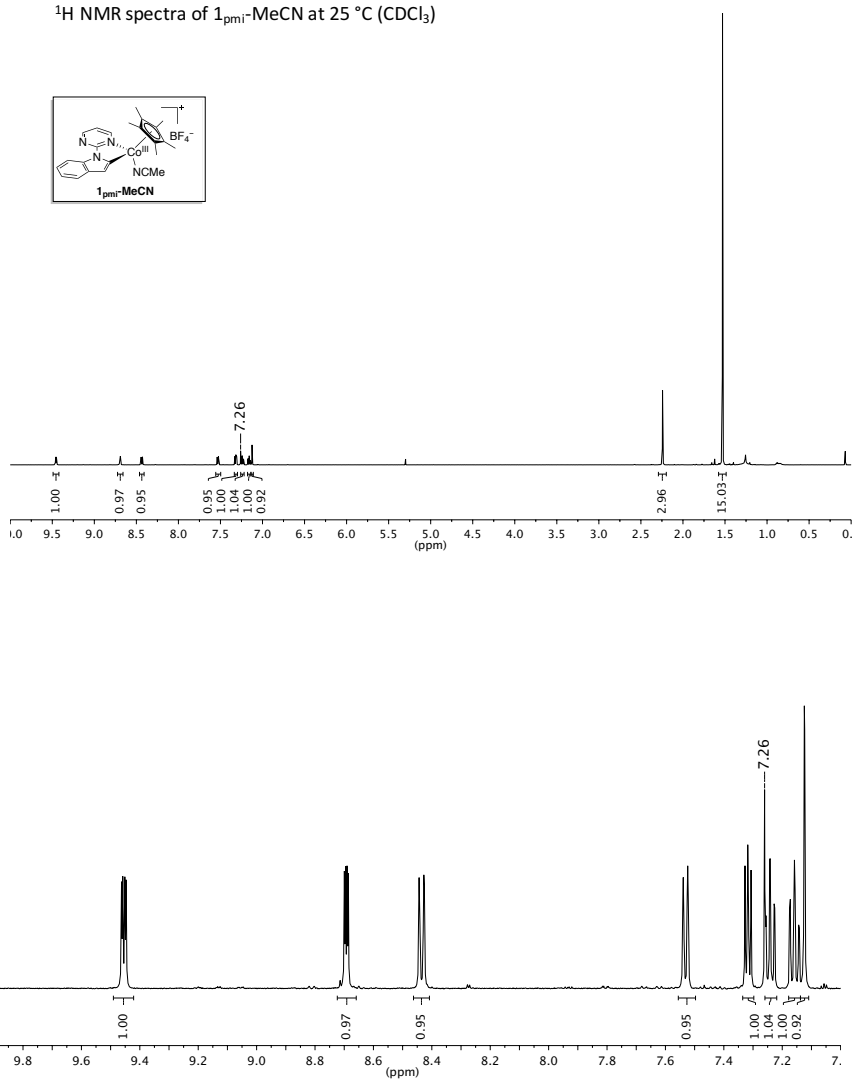 ¹H NMR spectra of 1pmi-MeCN at 25 °C (CDCl₃)
+
BF₄⁻
N N
N
Co^III
NCMe
1pmi-MeCN
7.26
1.00 0.97 0.95 0.95 1.00 1.04 1.00 0.92 2.96 15.03
.0 9.5 9.0 8.5 8.0 7.5 7.0 6.5 6.0 5.5 5.0 4.5 4.0 3.5 3.0 2.5 2.0 1.5 1.0 0.5 0.
(ppm)
7.26
1.00 0.97 0.95 0.95 1.00 1.04 1.00 0.92
9.8 9.6 9.4 9.2 9.0 8.8 8.6 8.4 8.2 8.0 7.8 7.6 7.4 7.2 7.
(ppm)